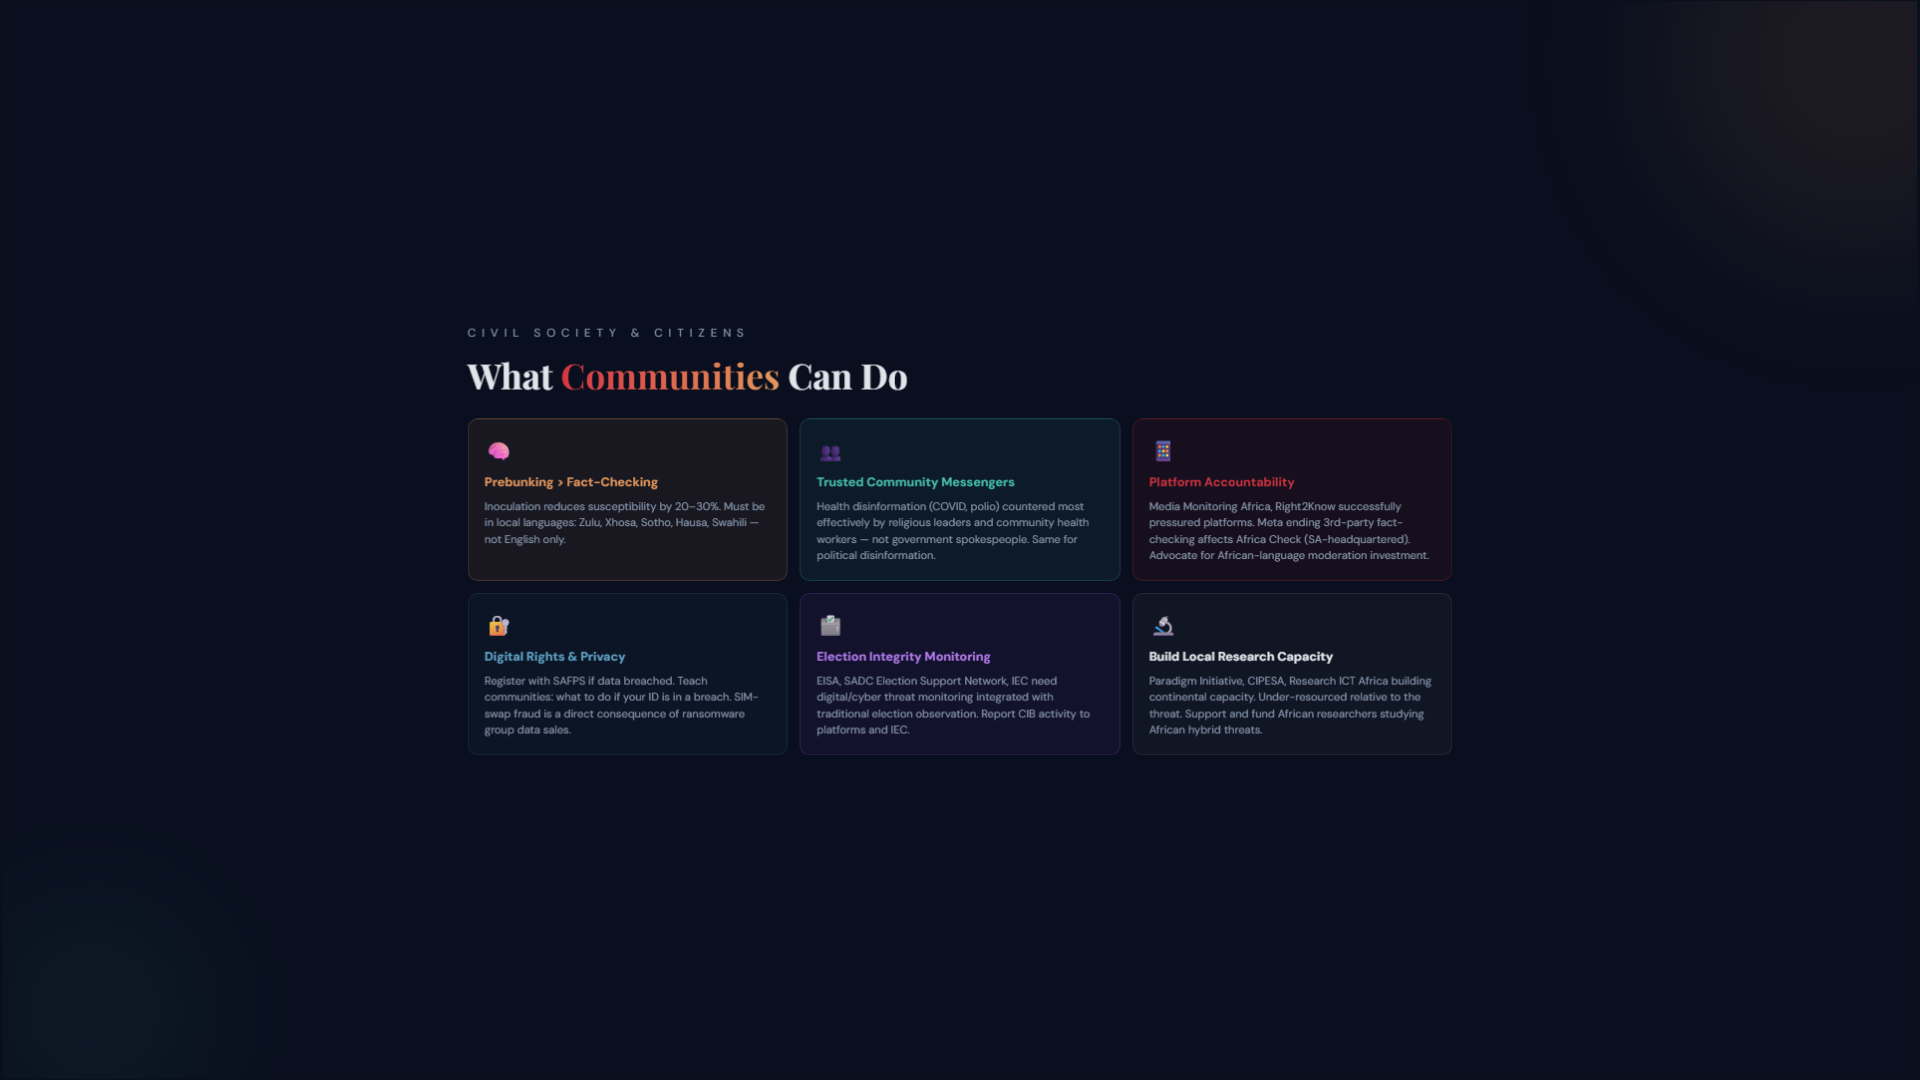 CIVIL SOCIETY & CITIZENS
What Communities Can Do
Prebunking > Fact-Checking
Inoculation reduces susceptibility by 20–30%. Must be
in local languages: Zulu, Xhosa, Sotho, Hausa, Swahili —
not English only.
Trusted Community Messengers
Health disinformation (COVID, polio) countered most
effectively by religious leaders and community health
workers — not government spokespeople. Same for
political disinformation.
Platform Accountability
Media Monitoring Africa, Right2Know successfully
pressured platforms. Meta ending 3rd-party fact-
checking affects Africa Check (SA-headquartered).
Advocate for African-language moderation investment.
Digital Rights & Privacy
Register with SAFPS if data breached. Teach
communities: what to do if your ID is in a breach. SIM-
swap fraud is a direct consequence of ransomware
group data sales.
Election Integrity Monitoring
EISA, SADC Election Support Network, IEC need
digital/cyber threat monitoring integrated with
traditional election observation. Report CIB activity to
platforms and IEC.
Build Local Research Capacity
Paradigm Initiative, CIPESA, Research ICT Africa building
continental capacity. Under-resourced relative to the
threat. Support and fund African researchers studying
African hybrid threats.